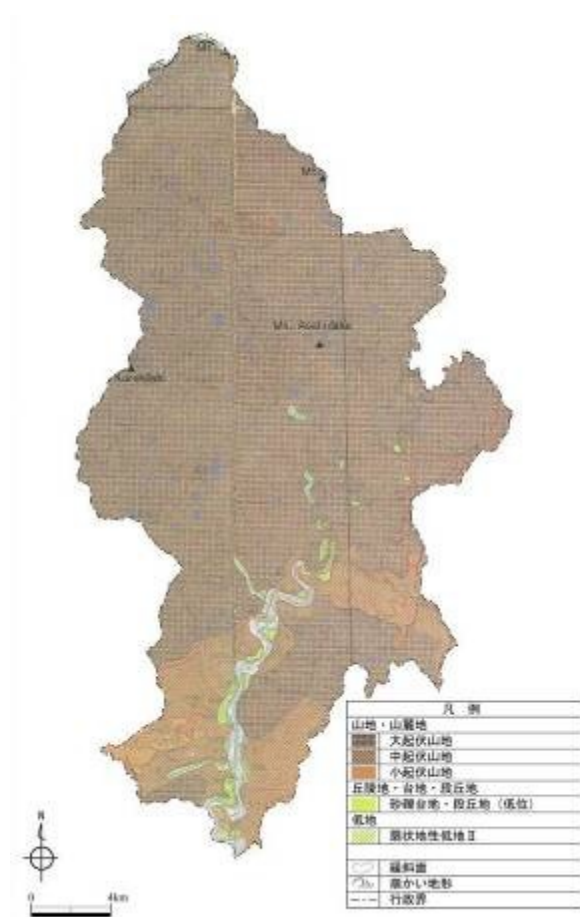 Mt.
N
0 4km
凡 例
山地・山麓地
大起伏山地
中起伏山地
小起伏山地
丘陵地・台地・段丘地
砂礫台地・段丘地（低位）
低地
扇状地性低地Ⅱ
緩斜面
崖かい地形
行政界